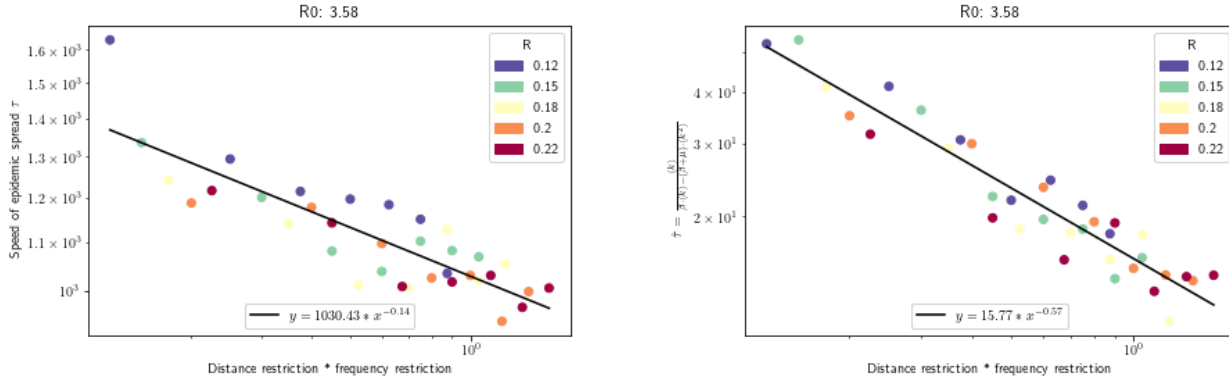 R0: 3.58
Speed of epidemic spread τ
1.6 × 10³
1.5 × 10³
1.4 × 10³
1.3 × 10³
1.2 × 10³
1.1 × 10³
10³
R
0.12
0.15
0.18
0.2
0.22
y = 1030.43 * x^{-0.14}
10⁰
Distance restriction * frequency restriction
R0: 3.58
4 × 10¹
3 × 10¹
2 × 10¹
R
0.12
0.15
0.18
0.2
0.22
y = 15.77 * x^{-0.57}
10⁰
Distance restriction * frequency restriction